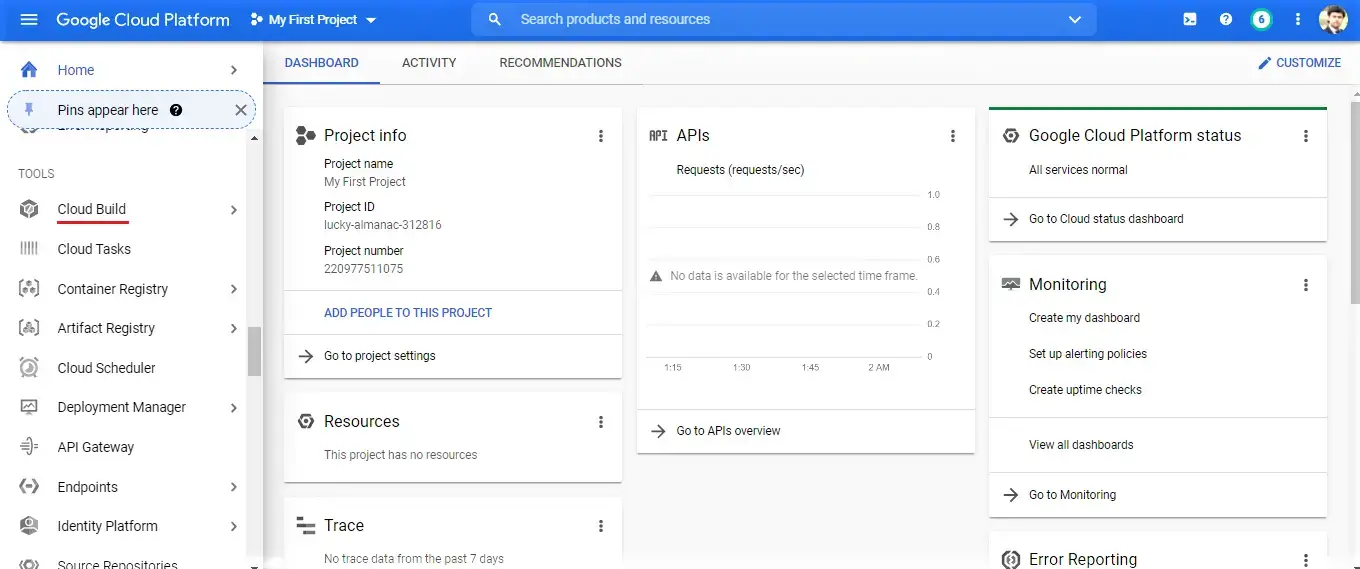 Google Cloud Platform
My First Project
Search products and resources
6
Home
Pins appear here
Error Reporting
TOOLS
Cloud Build
Cloud Tasks
Container Registry
Artifact Registry
Cloud Scheduler
Deployment Manager
API Gateway
Endpoints
Identity Platform
Source Repositories
DASHBOARD
ACTIVITY
RECOMMENDATIONS
CUSTOMIZE
Project info
Project name
My First Project
Project ID
lucky-almanac-312816
Project number
220977511075
ADD PEOPLE TO THIS PROJECT
Go to project settings
Resources
This project has no resources
Trace
No trace data from the past 7 days
API APIs
Requests (requests/sec)
1.0
0.8
0.6
No data is available for the selected time frame.
0.4
0.2
0
1:15 1:30 1:45 2 AM
Go to APIs overview
Google Cloud Platform status
All services normal
Go to Cloud status dashboard
Monitoring
Create my dashboard
Set up alerting policies
Create uptime checks
View all dashboards
Go to Monitoring
Error Reporting